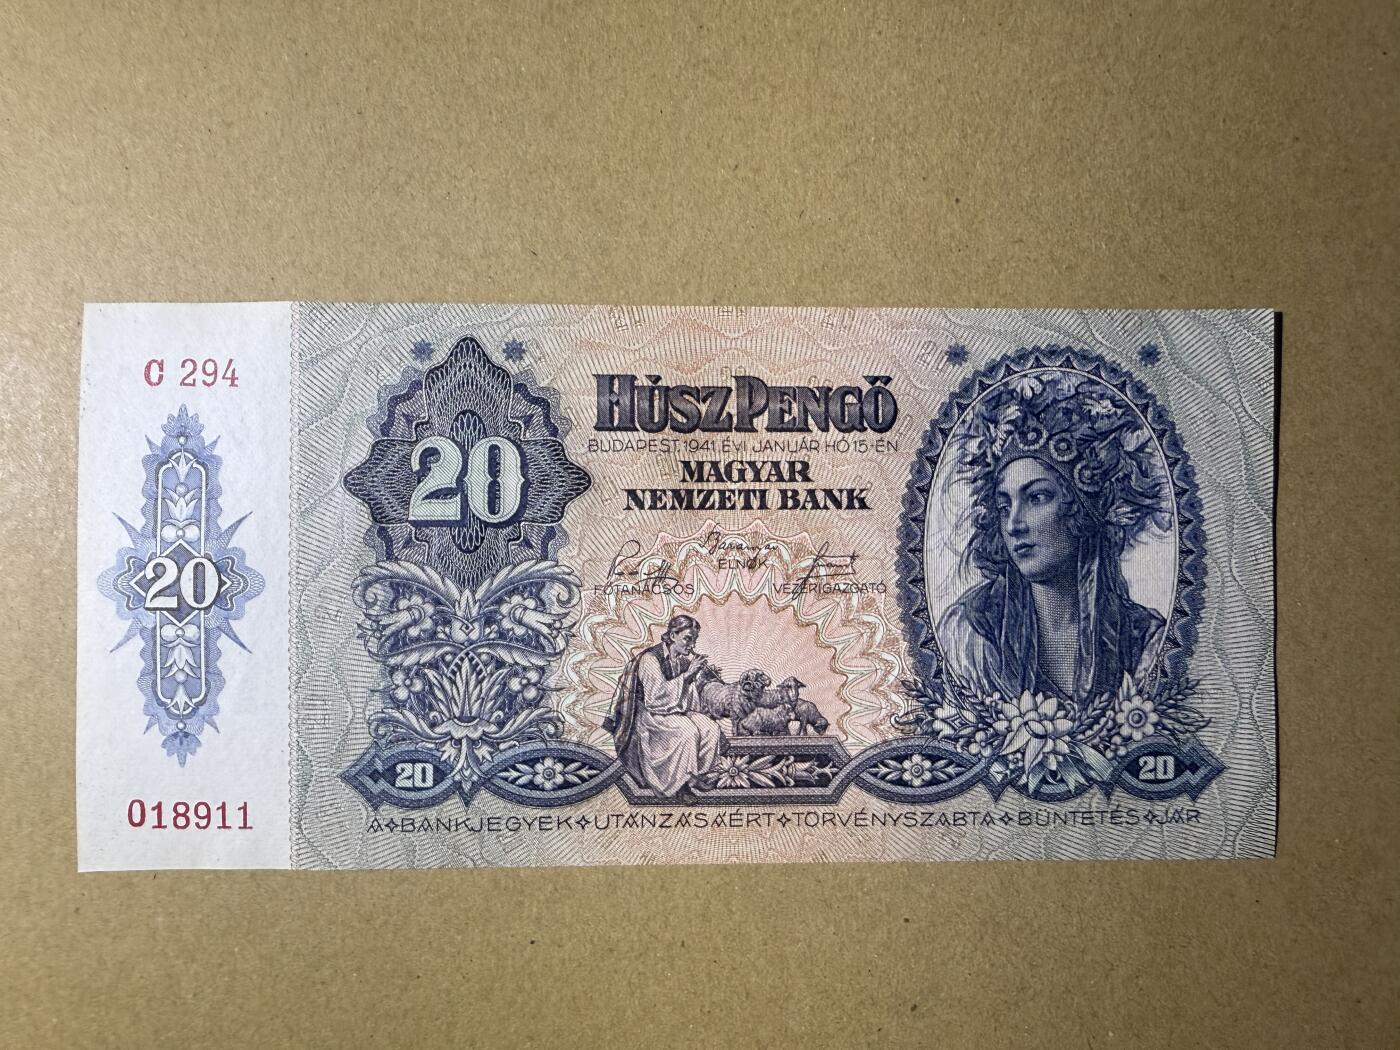 C 294
20
018911
20
HÚSZ PENGŐ
BUDAPEST, 1941. ÉVI JANUÁR HÓ 15-ÉN
MAGYAR
NEMZETI BANK
ELNÖK
FŐTANÁCSOS VEZÉRIGAZGATÓ
20 20
A BANKJEGYEK UTÁNZÁSÁÉRT TÖRVÉNYSZABTA BÜNTETÉS JÁR